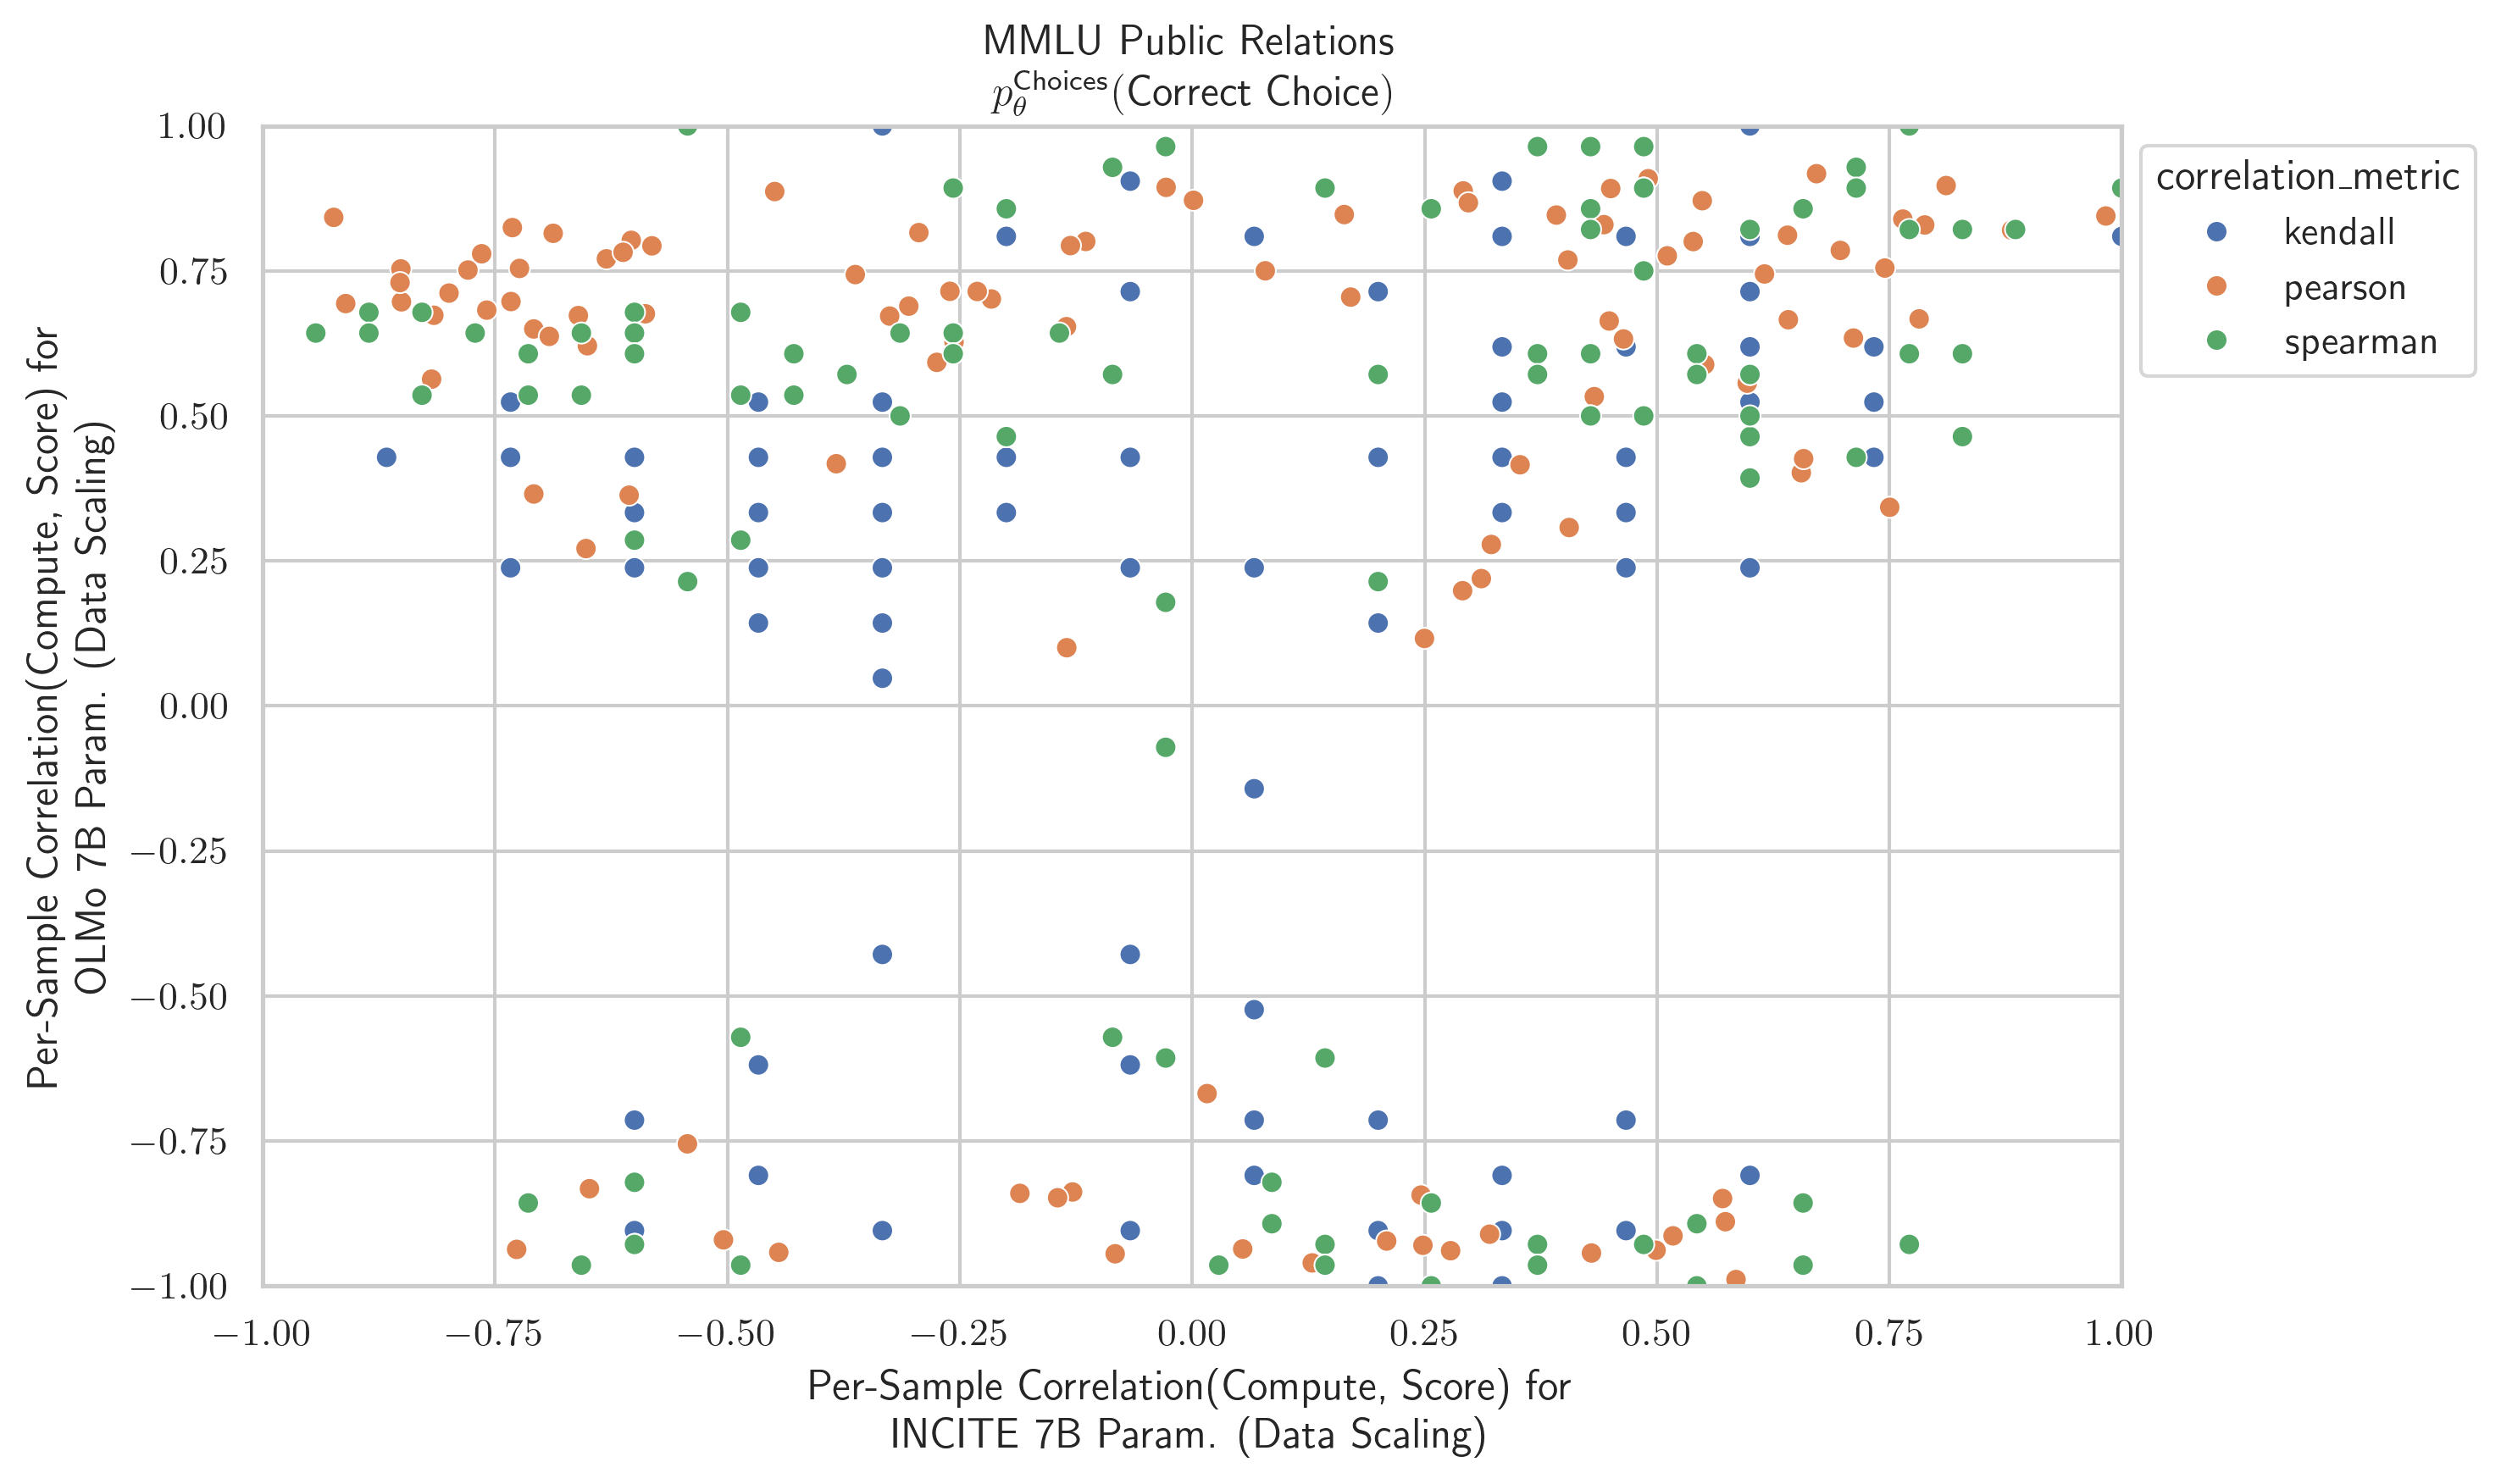 MMLU Public Relations
p_θ^Choices(Correct Choice)
1.00
0.75
0.50
0.25
0.00
−0.25
−0.50
−0.75
−1.00
Per-Sample Correlation(Compute, Score) for
OLMo 7B Param. (Data Scaling)
correlation_metric
kendall
pearson
spearman
−1.00 −0.75 −0.50 −0.25 0.00 0.25 0.50 0.75 1.00
Per-Sample Correlation(Compute, Score) for
INCITE 7B Param. (Data Scaling)